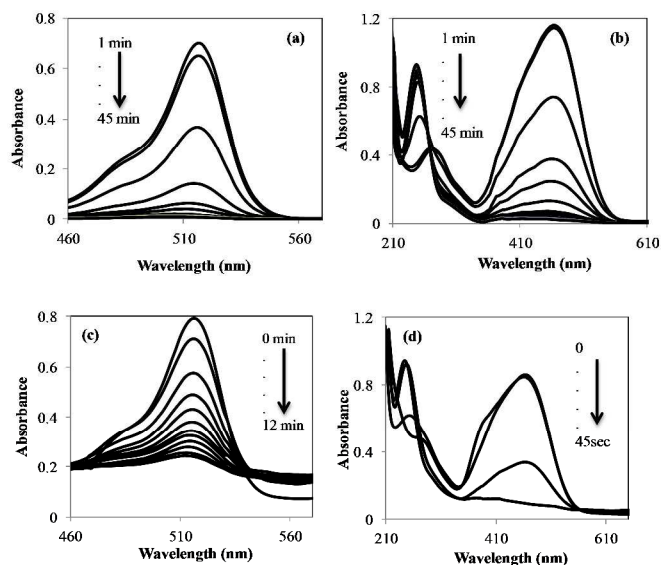 (a)
0.8
0.6
0.4
0.2
0
Absorbance
1 min
45 min
460
510
560
Wavelength (nm)
(b)
1.2
0.8
0.4
0
Absorbance
1 min
45 min
210
410
610
Wavelength (nm)
(c)
0.8
0.6
0.4
0.2
0
Absorbance
0 min
12 min
460
510
560
Wavelength (nm)
(d)
1.2
0.8
0.4
0
Absorbance
0
45sec
210
410
610
Wavelength (nm)